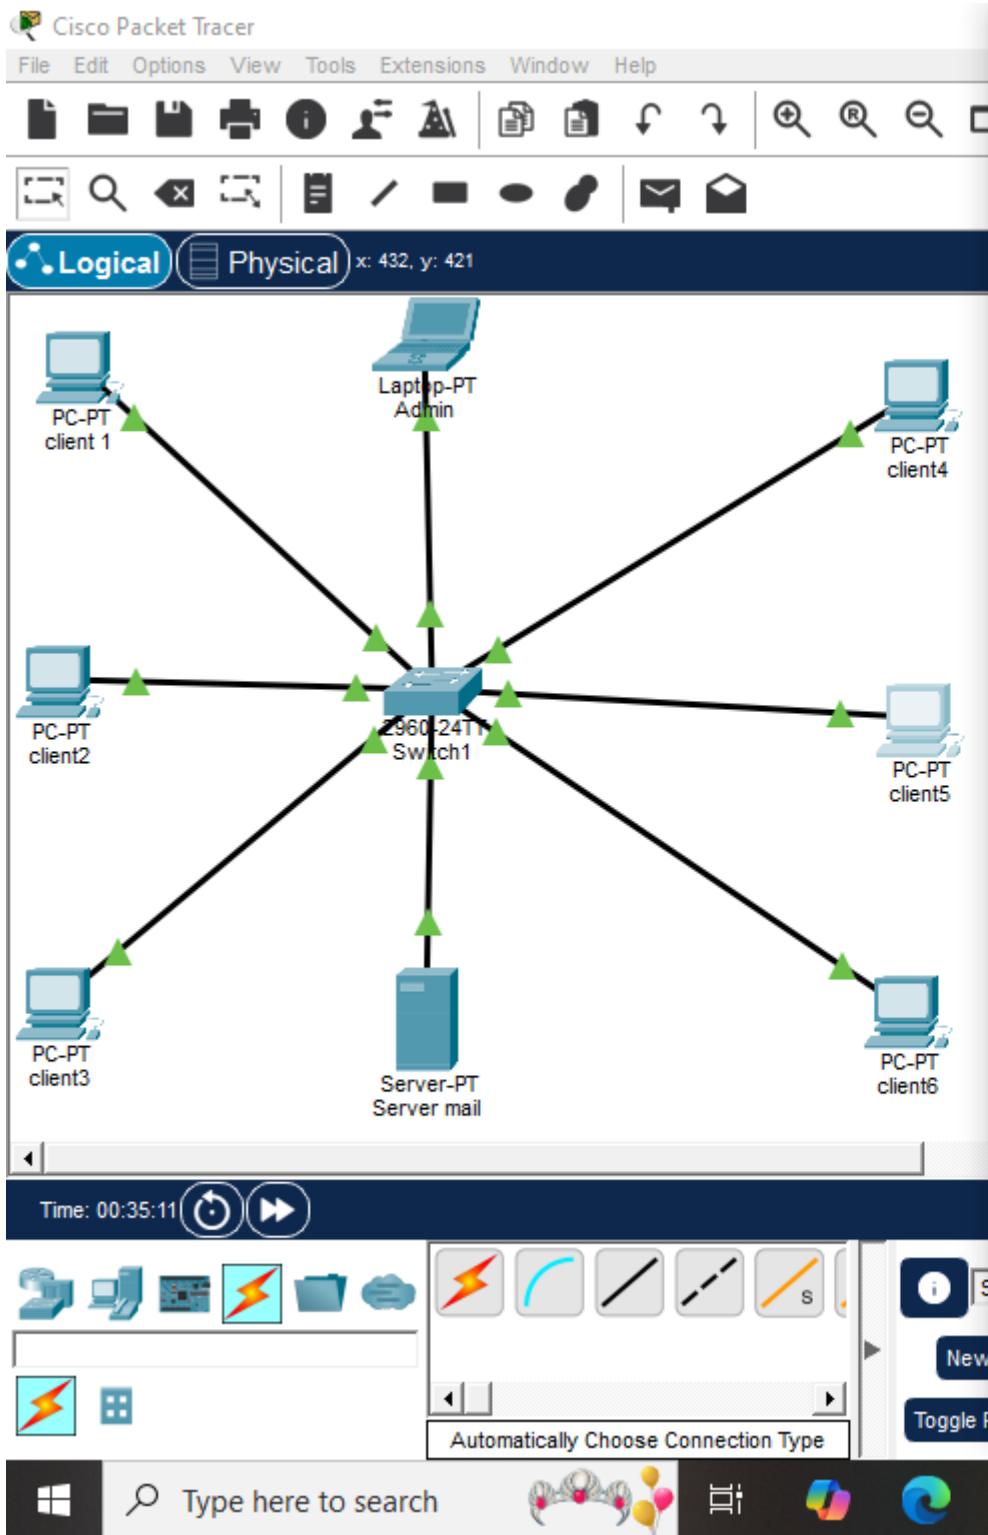 Cisco Packet Tracer
File Edit Options View Tools Extensions Window Help
Logical Physical x: 432, y: 421
Laptop-PT
Admin
PC-PT
client 1
PC-PT
client4
PC-PT
client2
2960-24TT
Switch1
PC-PT
client5
PC-PT
client3
Server-PT
Server mail
PC-PT
client6
Time: 00:35:11
S
New
Toggle
Automatically Choose Connection Type
Type here to search